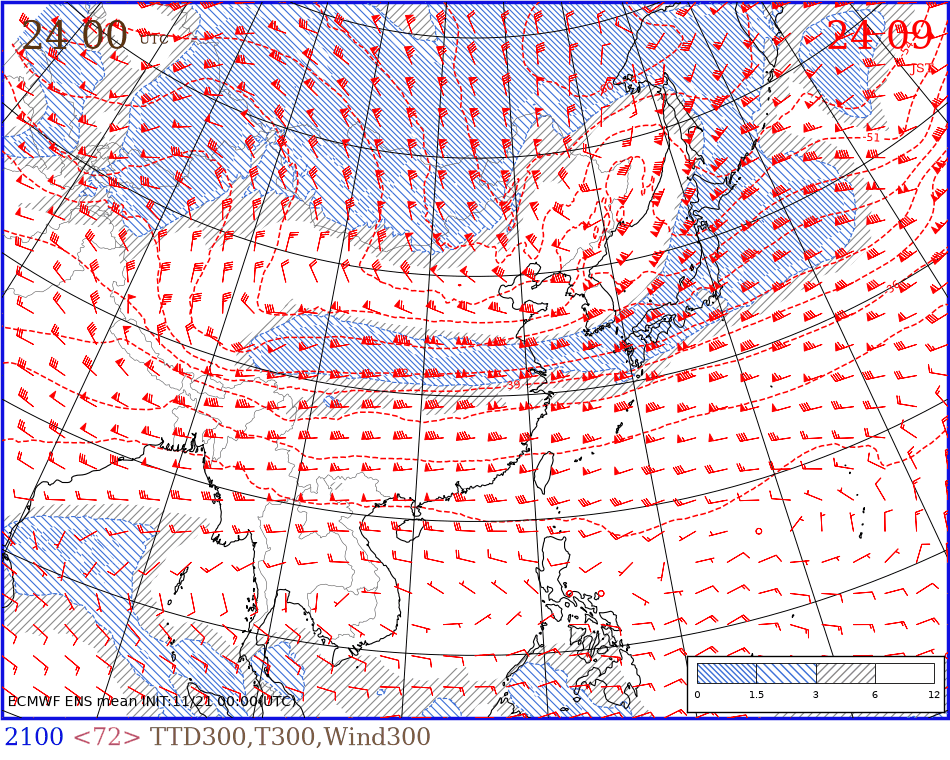 24 00 UTC
24 09
JST
-60
-51
-39
0 1.5 3 6 12
ECMWF ENS mean INIT:11/21 00:00(UTC)
2100 <72> TTD300,T300,Wind300